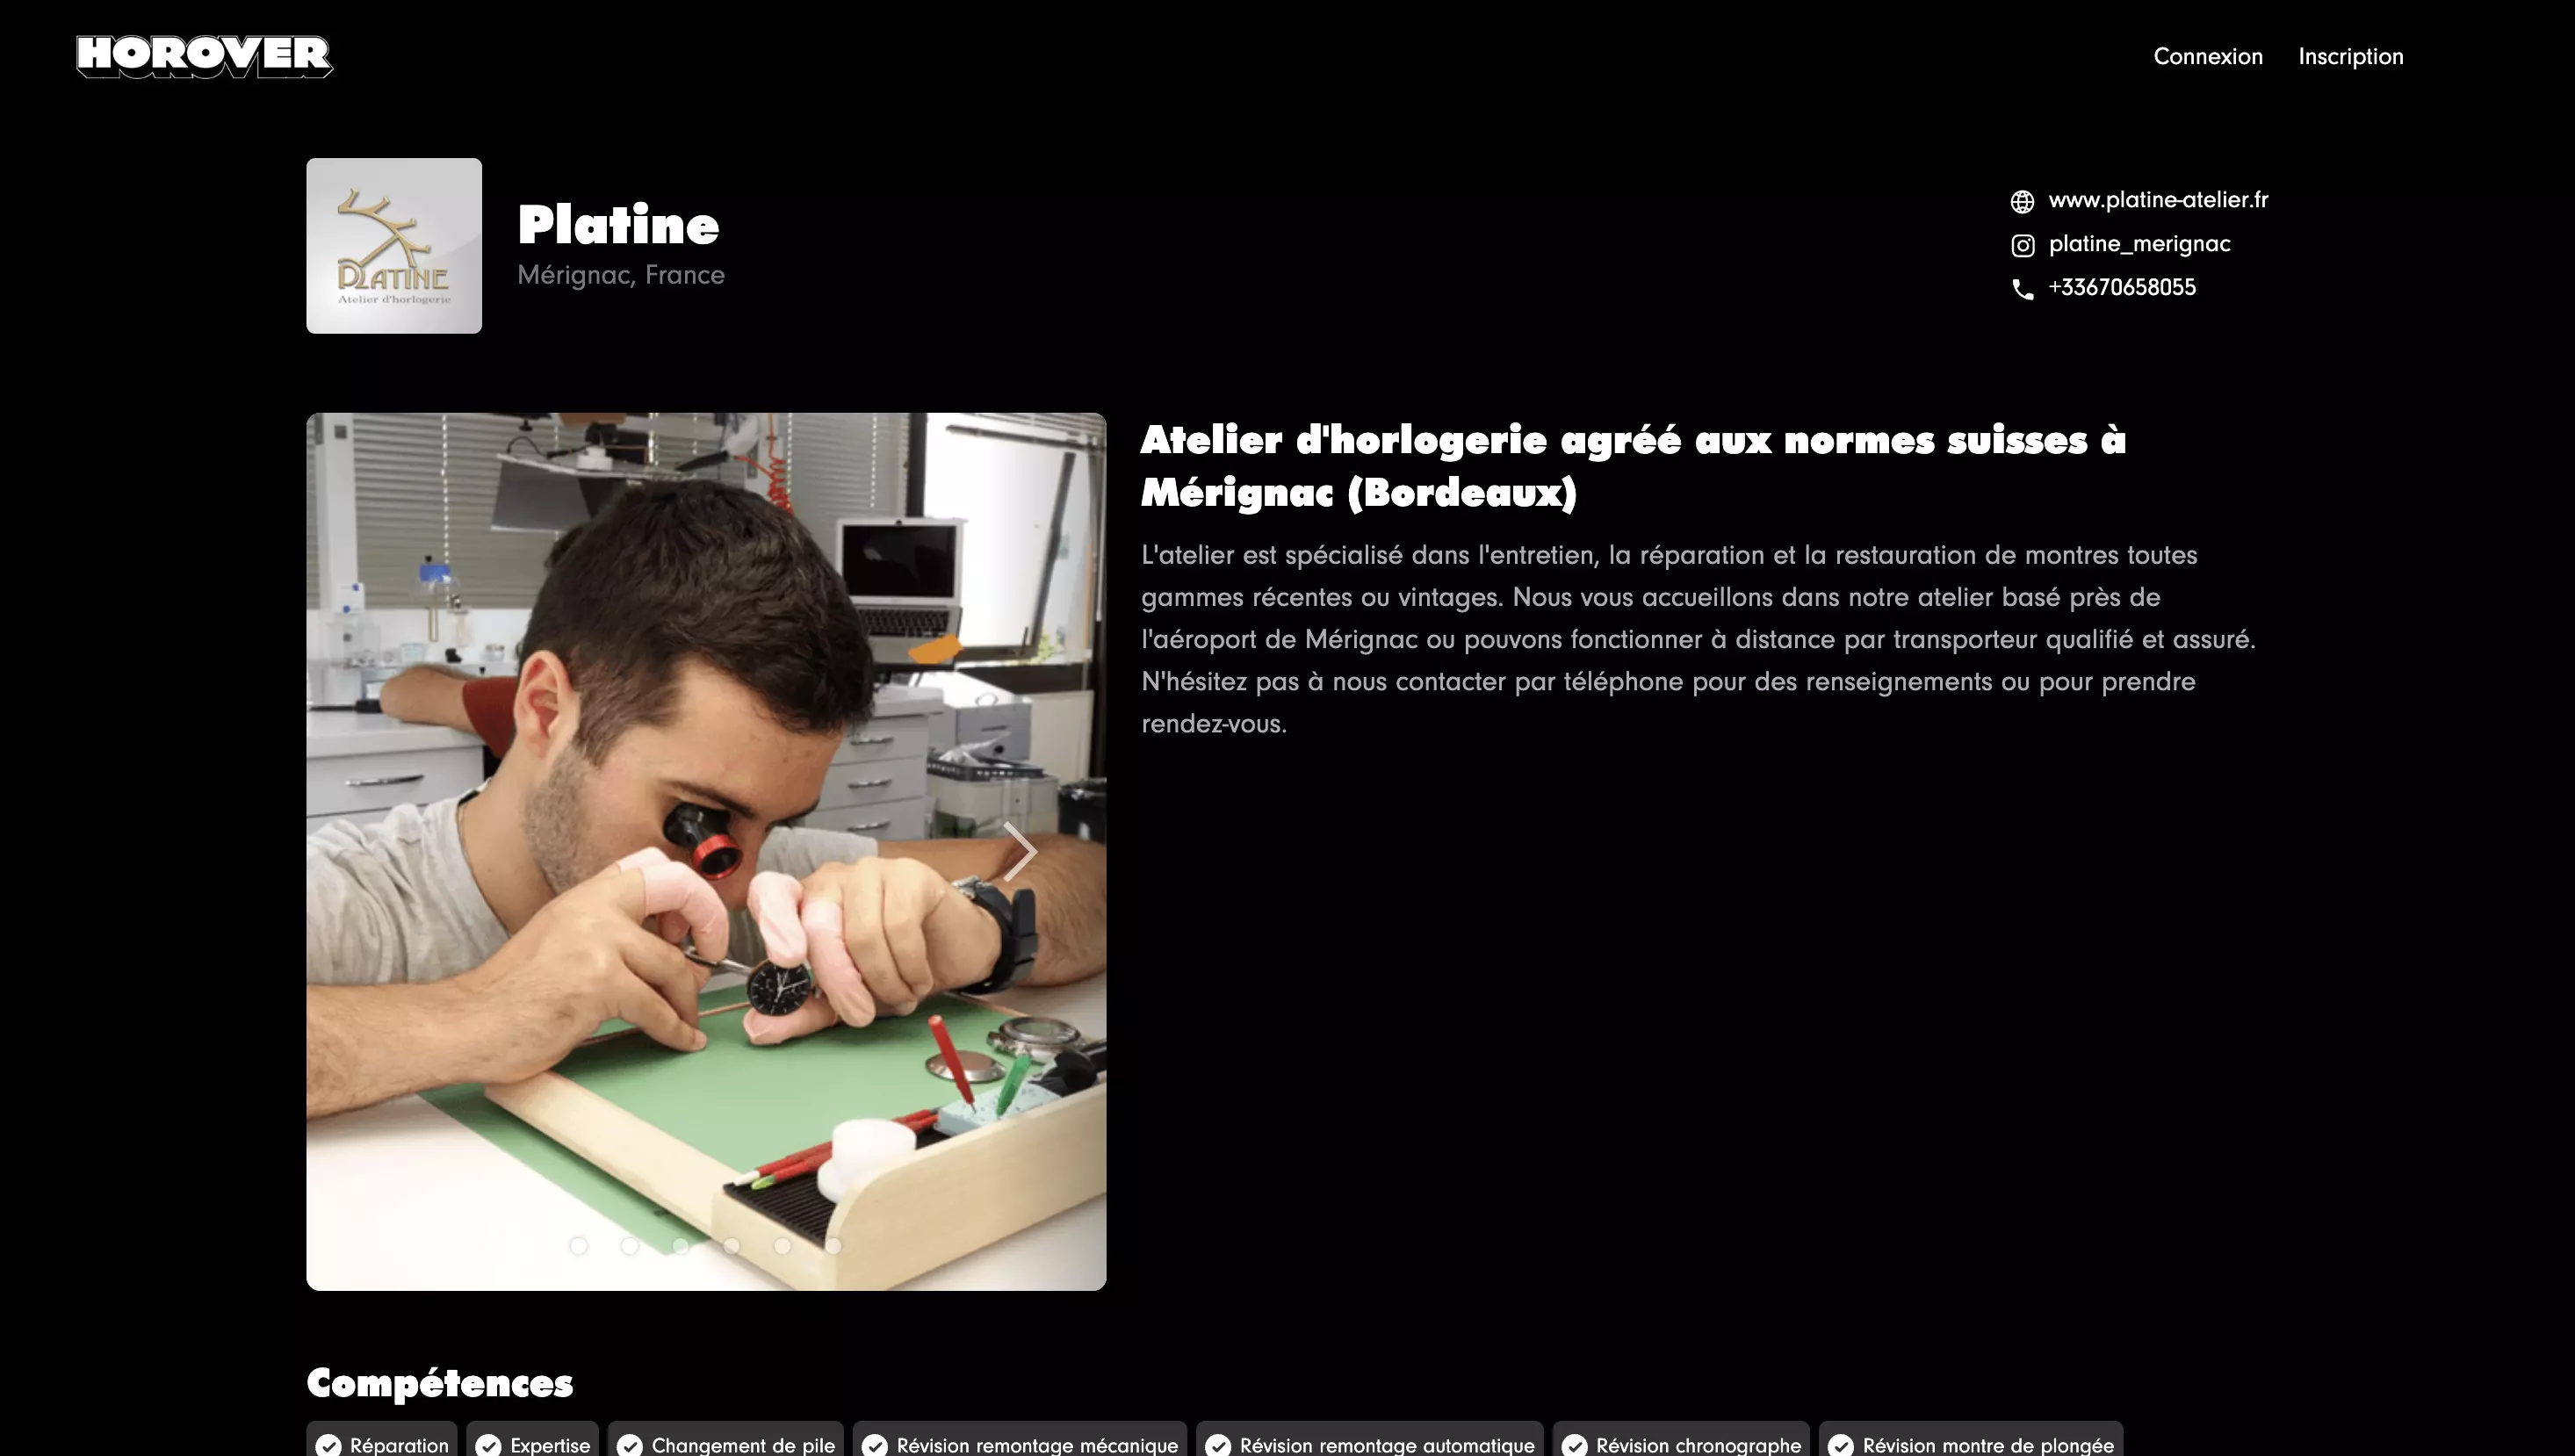 HOROVER
Connexion Inscription
PLATINE
Atelier d'horlogerie
Platine
Mérignac, France
www.platine-atelier.fr
platine_merignac
+33670658055
Atelier d'horlogerie agréé aux normes suisses à
Mérignac (Bordeaux)
L'atelier est spécialisé dans l'entretien, la réparation et la restauration de montres toutes
gammes récentes ou vintages. Nous vous accueillons dans notre atelier basé près de
l'aéroport de Mérignac ou pouvons fonctionner à distance par transporteur qualifié et assuré.
N'hésitez pas à nous contacter par téléphone pour des renseignements ou pour prendre
rendez-vous.
Compétences
Réparation Expertise Changement de pile Révision remontage mécanique Révision remontage automatique Révision chronographe Révision montre de plongée